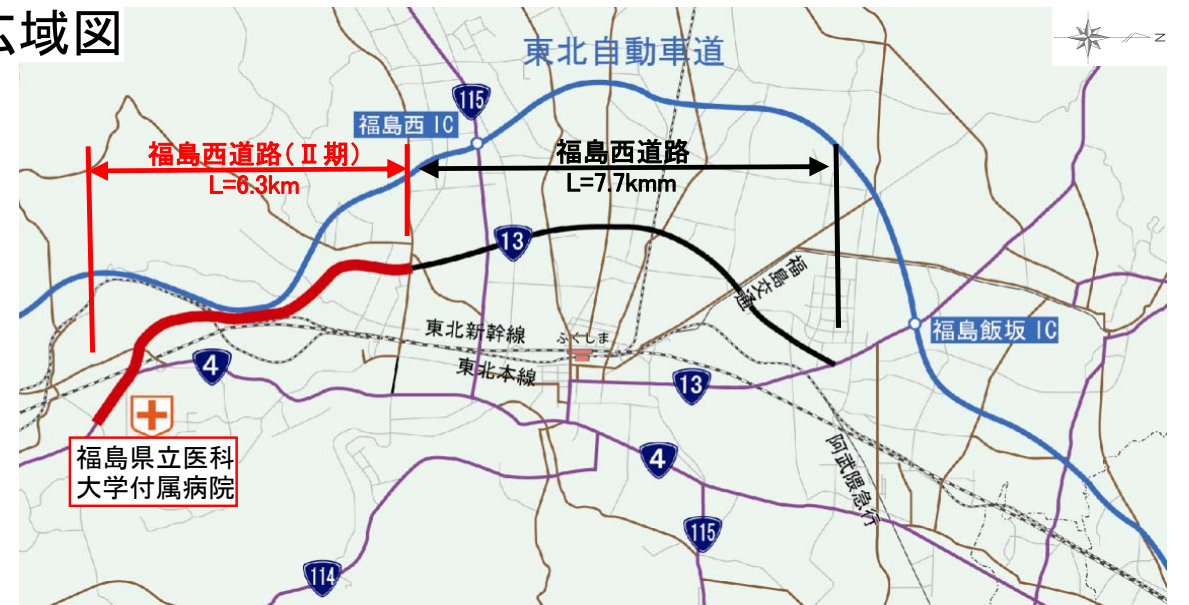 広域図
N
東北自動車道
115
福島西 IC
福島西道路(Ⅱ期)
L=6.3km
福島西道路
L=7.7kmm
13
福島交通
東北新幹線
ふくしま
福島飯坂 IC
4
東北本線
13
福島県立医科
大学付属病院
4
阿武隈急行
115
114